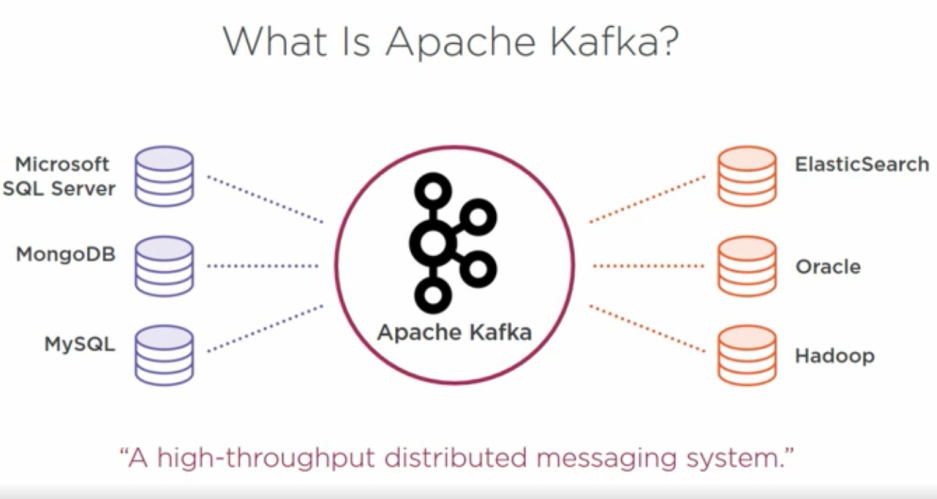 What Is Apache Kafka?
Microsoft
SQL Server
MongoDB
MySQL
Apache Kafka
ElasticSearch
Oracle
Hadoop
“A high-throughput distributed messaging system.”